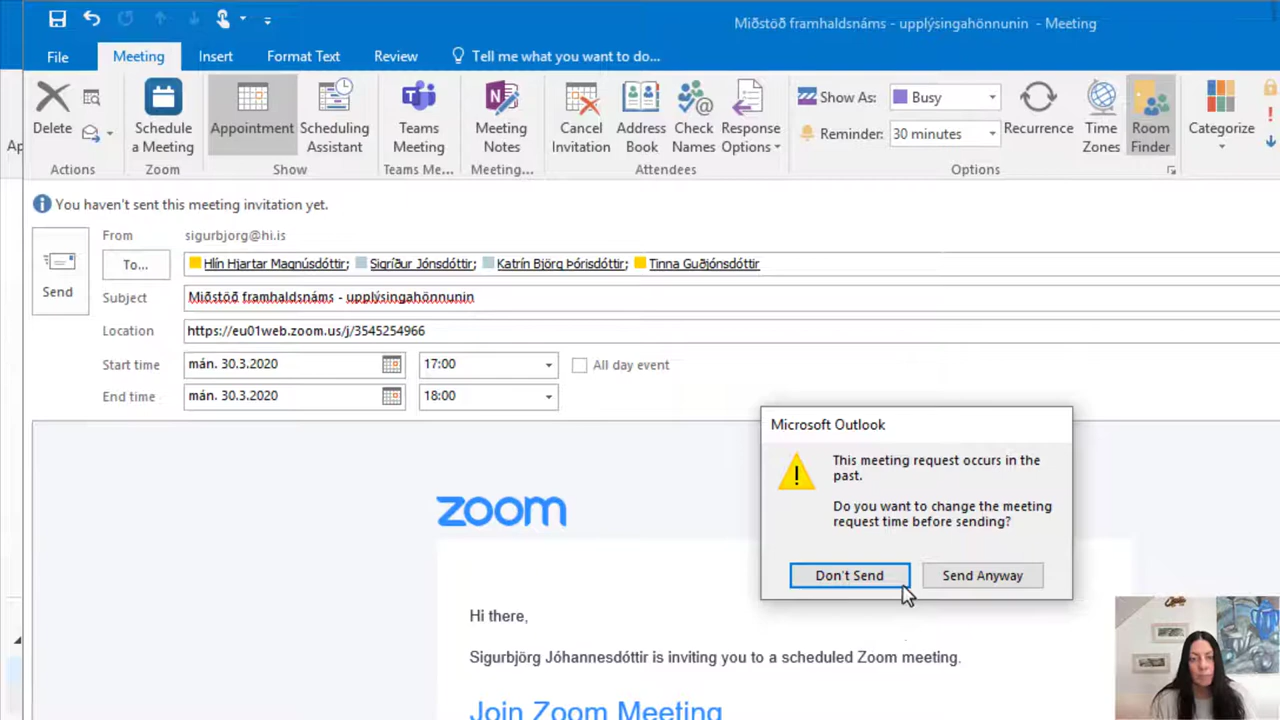 Miðstöð framhaldsnáms - upplýsingahönnunin - Meeting
File Meeting Insert Format Text Review Tell me what you want to do...
Delete
Schedule a Meeting
Appointment
Scheduling Assistant
Teams Meeting
Meeting Notes
Cancel Invitation
Address Book
Check Names
Response Options
Show As: Busy
Reminder: 30 minutes
Recurrence
Time Zones
Room Finder
Categorize
Actions Zoom Show Teams Me... Meeting... Attendees Options
You haven't sent this meeting invitation yet.
From sigurbjorg@hi.is
To... Hlín Hjartar Magnúsdóttir; Sigríður Jónsdóttir; Katrín Björg Þórisdóttir; Tinna Guðjónsdóttir
Send
Subject Miðstöð framhaldsnáms - upplýsingahönnunin
Location https://eu01web.zoom.us/j/3545254966
Start time mán. 30.3.2020 17:00 All day event
End time mán. 30.3.2020 18:00
Microsoft Outlook
This meeting request occurs in the
past.
Do you want to change the meeting
request time before sending?
Don't Send Send Anyway
zoom
Hi there,
Sigurbjörg Jóhannesdóttir is inviting you to a scheduled Zoom meeting.
Join Zoom Meeting